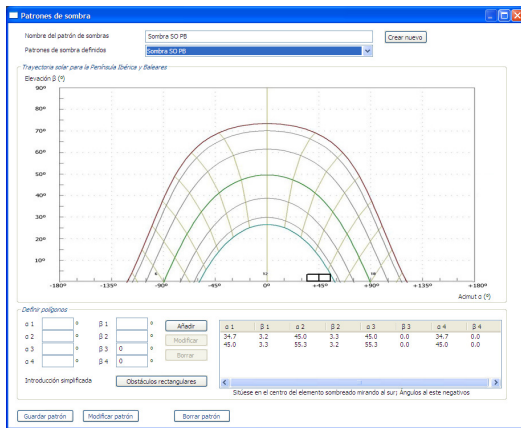 Patrones de sombra
Nombre del patrón de sombras Sombra SO PB Crear nuevo
Patrones de sombra definidos Sombra SO PB
Trayectoria solar para la Península Ibérica y Baleares
Elevación β (º)
90º
80º
70º
60º
50º
40º
30º
20º
10º
-180º -135º -90º -45º 0º +45º +90º +135º +180º
Azimut α (º)
Definir polígonos
α 1 º β 1 º Añadir
α 2 º β 2 º Modificar
α 3 º β 3 0 º Borrar
α 4 º β 4 0 º
Introducción simplificada Obstáculos rectangulares
α 1 β 1 α 2 β 2 α 3 β 3 α 4 β 4
34.7 3.2 45.0 3.3 45.0 0.0 34.7 0.0
45.0 3.3 55.3 3.2 55.3 0.0 45.0 0.0
Sitúese en el centro del elemento sombreado mirando al sur; Ángulos al este negativos
Guardar patrón Modificar patrón Borrar patrón